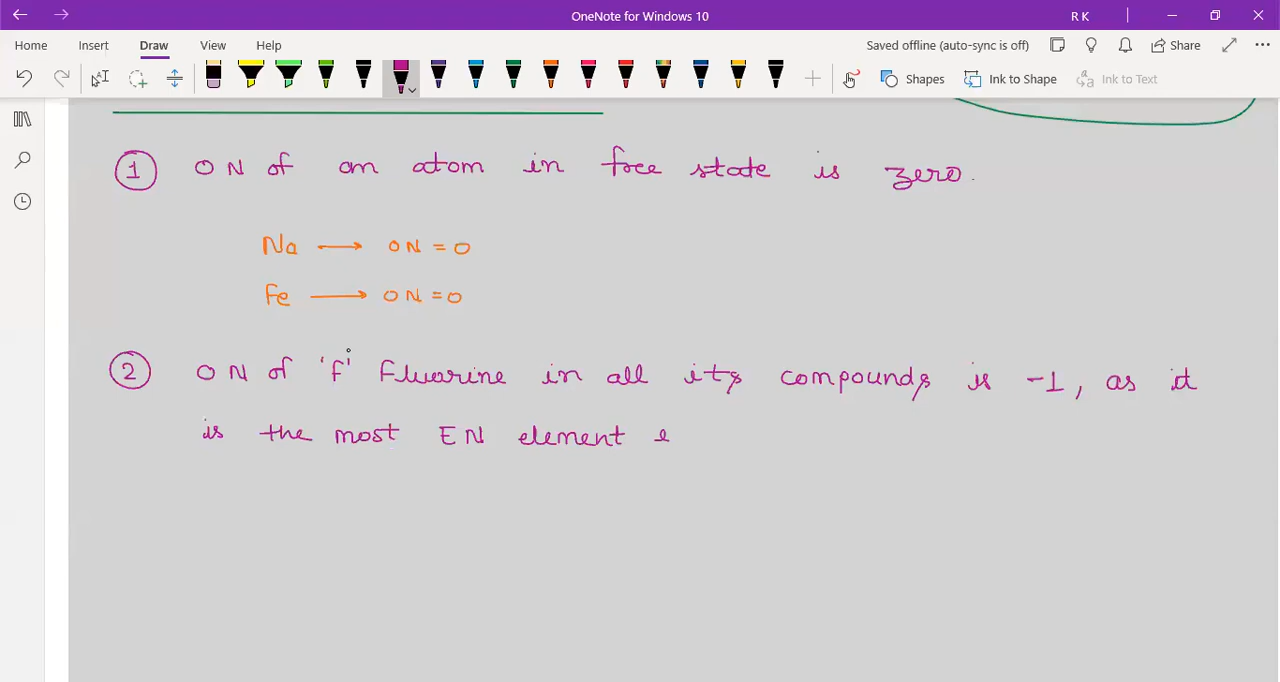 OneNote for Windows 10
R K
Home Insert Draw View Help
Saved offline (auto-sync is off)
Share
Shapes
Ink to Shape
Ink to Text
1 ON of an atom in free state is zero.
Na → ON = 0
Fe → ON = 0
2 ON of 'F' Fluorine in all its compounds is -1, as it
is the most EN element e